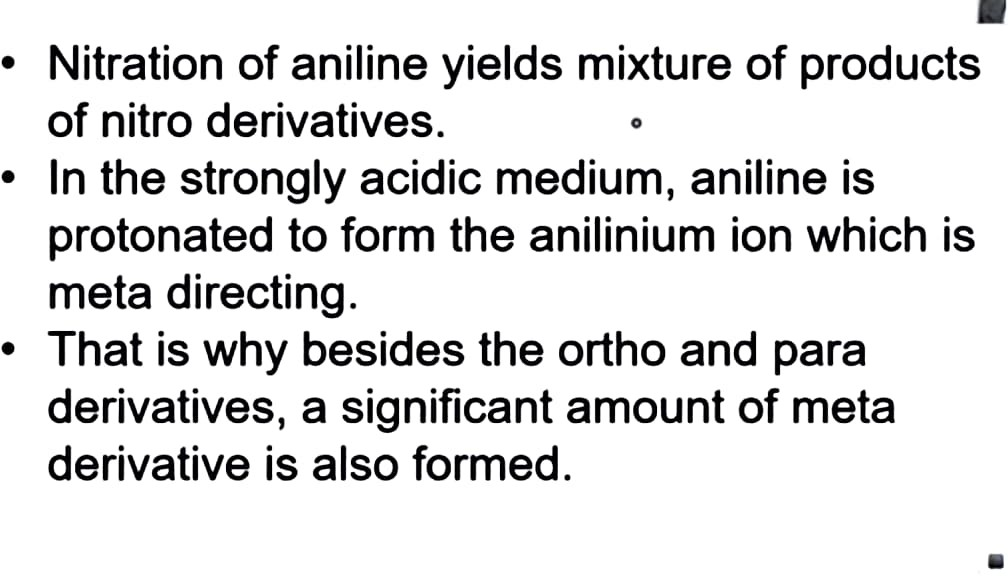 • Nitration of aniline yields mixture of products
of nitro derivatives.
• In the strongly acidic medium, aniline is
protonated to form the anilinium ion which is
meta directing.
• That is why besides the ortho and para
derivatives, a significant amount of meta
derivative is also formed.